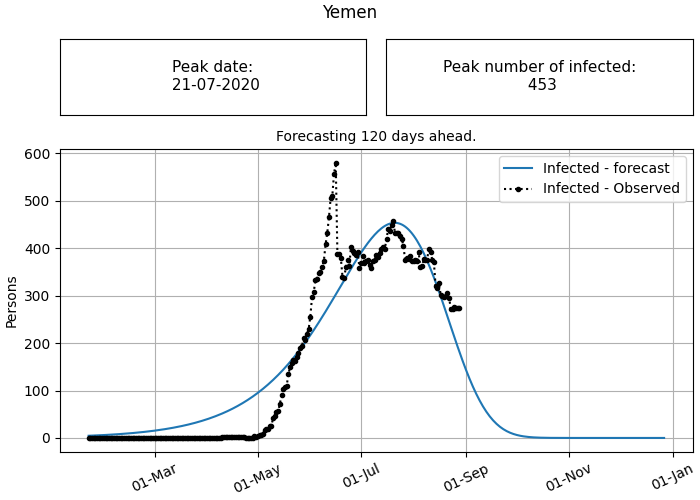 Yemen
Peak date:
21-07-2020
Peak number of infected:
453
Forecasting 120 days ahead.
Infected - forecast
Infected - Observed
Persons
600
500
400
300
200
100
0
01-Mar
01-May
01-Jul
01-Sep
01-Nov
01-Jan